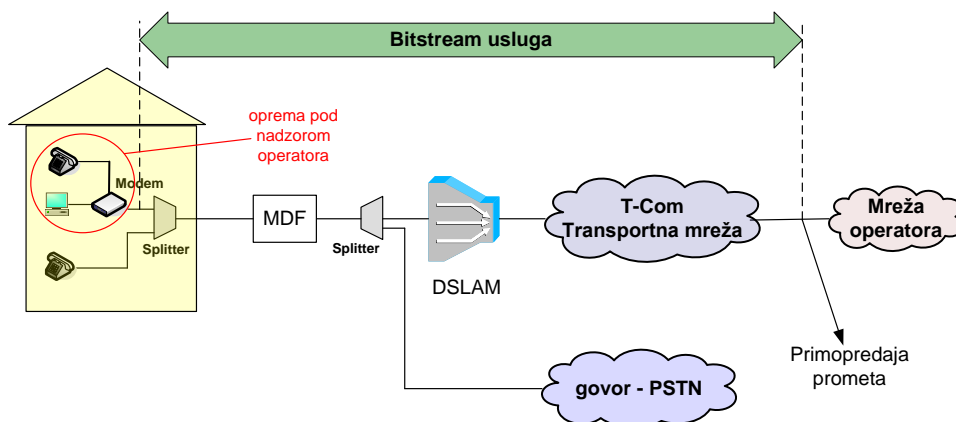 Bitstream usluga
oprema pod
nadzorom
operatora
Modem
Splitter
MDF
Splitter
DSLAM
T-Com
Transportna mreža
Mreža
operatora
Primopredaja
prometa
govor - PSTN